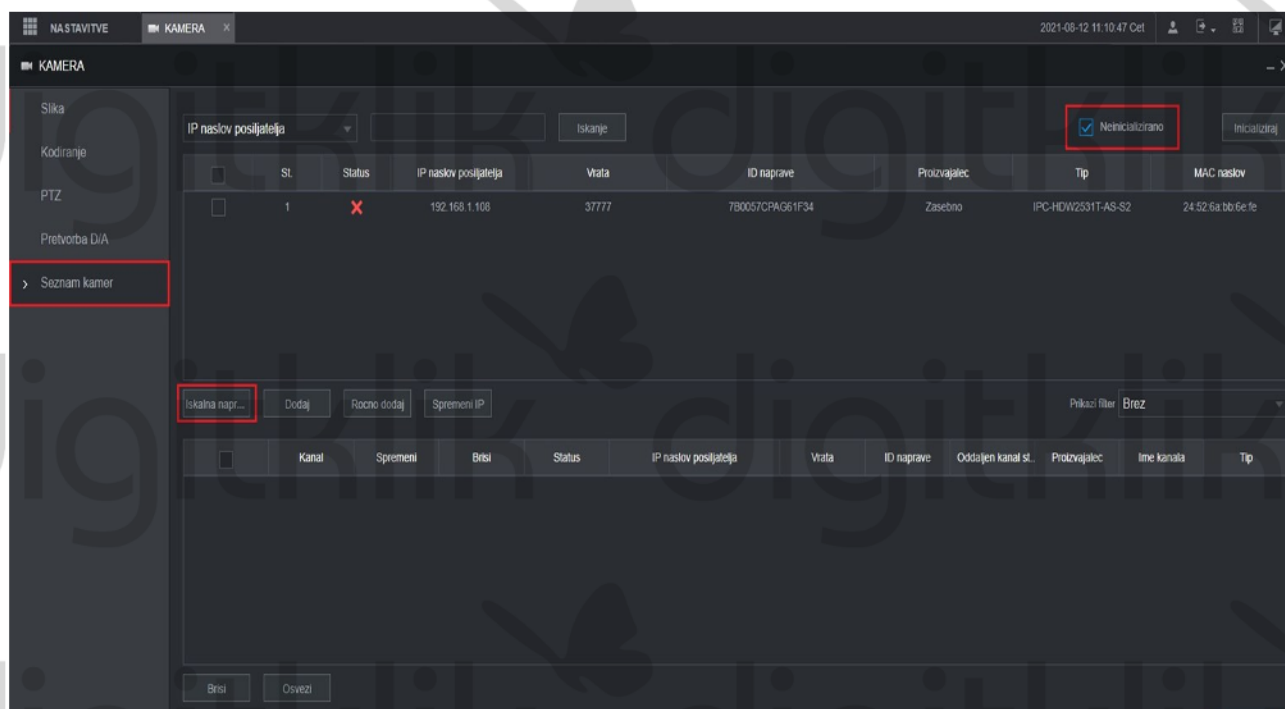 NASTAVITVE KAMERA × 2021-08-12 11:10:47 Cet
KAMERA
Slika
Kodiranje
PTZ
Pretvorba D/A
Seznam kamer
IP naslov posiljatelja Iskanje Neinicializirano Inicializiraj
St. Status IP naslov posiljatelja Vrata ID naprave Proizvajalec Tip MAC naslov
1 192.168.1.108 37777 7B0057CPAG61F34 Zasebno IPC-HDW2531T-AS-S2 24:52:6a:bb:6e:fe
Iskalna napr... Dodaj Rocno dodaj Spremeni IP Prikazi filter Brez
Kanal Spremeni Brisi Status IP naslov posiljatelja Vrata ID naprave Oddaljen kanal st.. Proizvajalec Ime kanala Tip
Brisi Osvezi
digitklik digitklik
digitklik digitklik